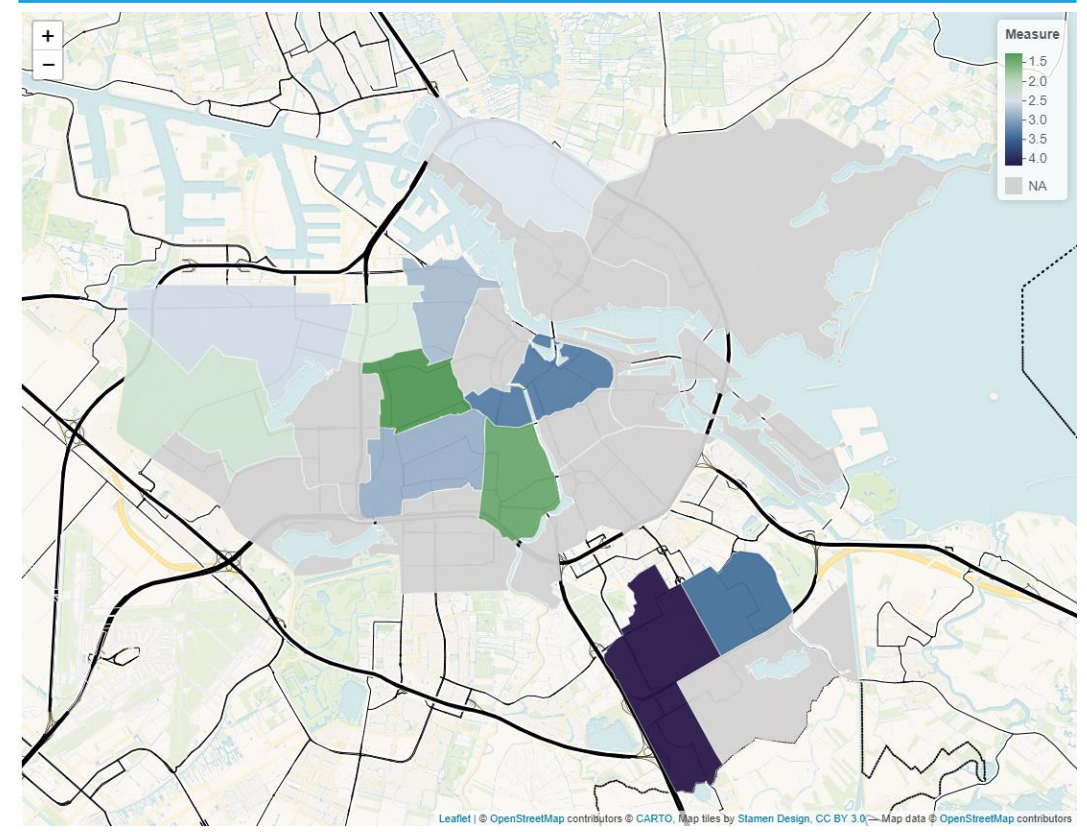 +
−
Measure
1.5
2.0
2.5
3.0
3.5
4.0
NA
Leaflet | © OpenStreetMap contributors © CARTO, Map tiles by Stamen Design, CC BY 3.0 — Map data © OpenStreetMap contributors